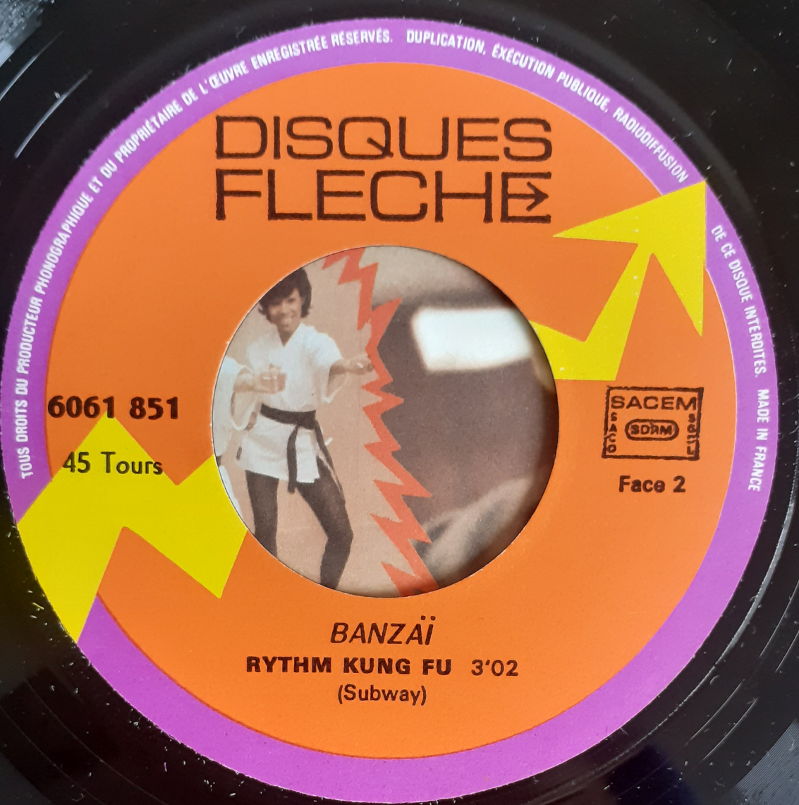 TOUS DROITS DU PRODUCTEUR PHONOGRAPHIQUE ET DU PROPRIÉTAIRE DE L'ŒUVRE ENREGISTRÉE RÉSERVÉS. DUPLICATION, EXÉCUTION PUBLIQUE, RADIODIFFUSION DE CE DISQUE INTERDITES. MADE IN FRANCE
DISQUES
FLECHE
6061 851
45 Tours
SACEM
SACD
SDRM
SGDL
Face 2
BANZAÏ
RYTHM KUNG FU 3'02
(Subway)